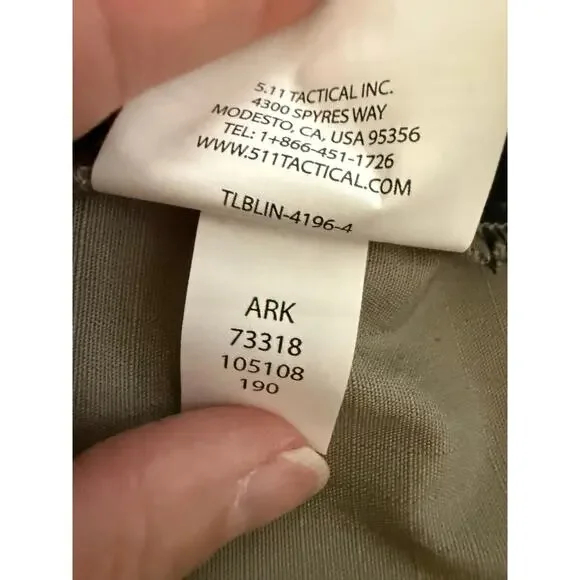 5.11 TACTICAL INC.
4300 SPYRES WAY
MODESTO, CA, USA 95356
TEL: 1+866-451-1726
WWW.511TACTICAL.COM
TLBLIN-4196-4
ARK
73318
105108
190